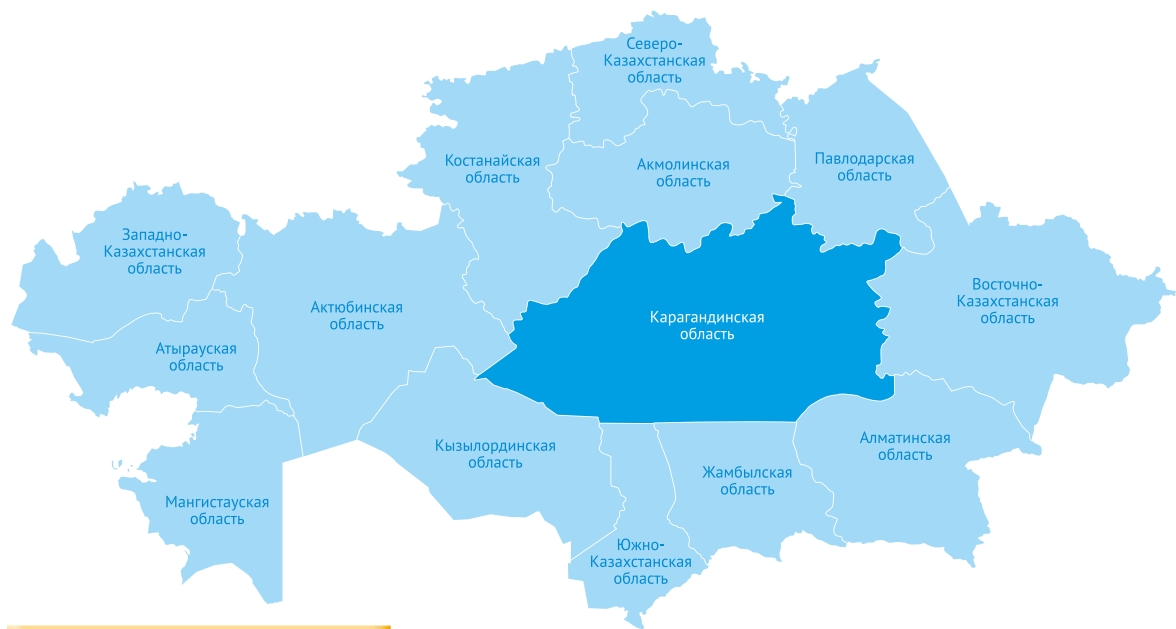 Северо-
Казахстанская
область
Костанайская
область
Акмолинская
область
Павлодарская
область
Западно-
Казахстанская
область
Актюбинская
область
Карагандинская
область
Восточно-
Казахстанская
область
Атырауская
область
Кызылординская
область
Алматинская
область
Жамбылская
область
Мангистауская
область
Южно-
Казахстанская
область